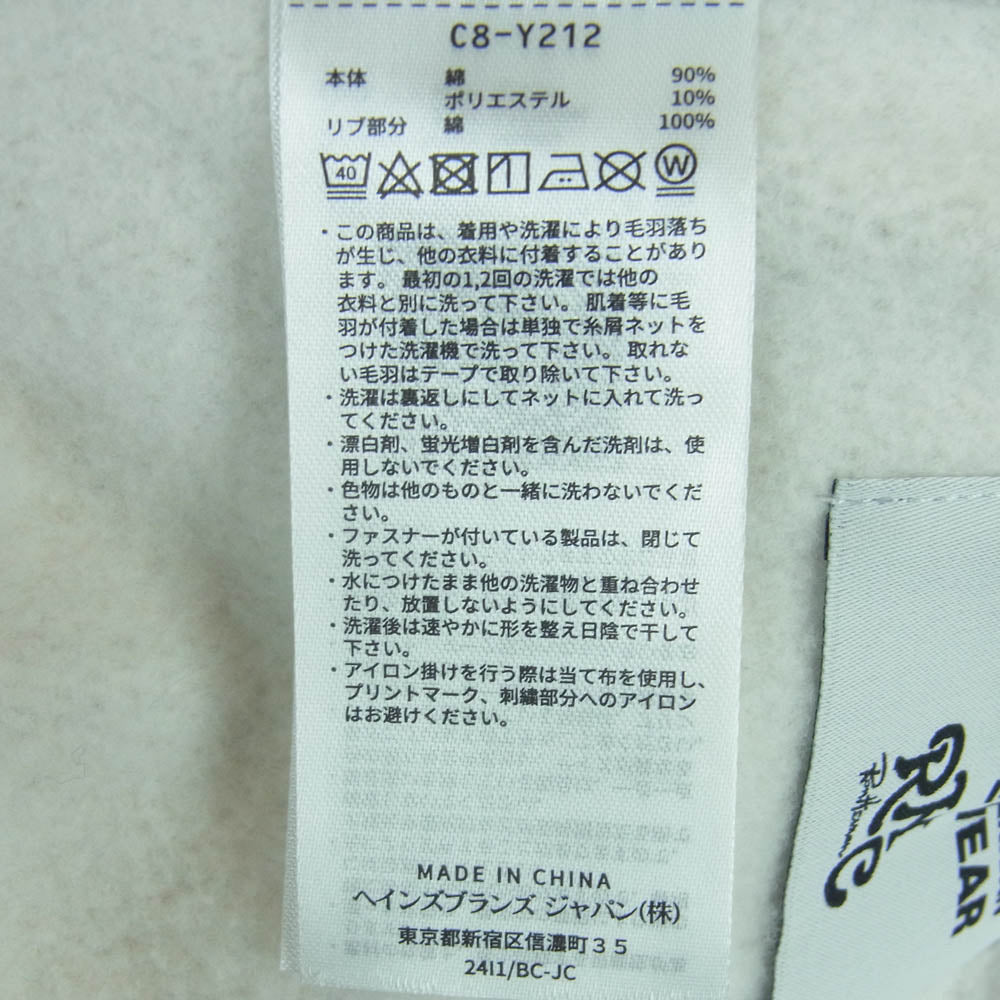 C8-Y212
本体 綿 90%
ポリエステル 10%
リブ部分 綿 100%
40 W
・この商品は、着用や洗濯により毛羽落ち
が生じ、他の衣料に付着することがあり
ます。 最初の1,2回の洗濯では他の
衣料と別に洗って下さい。 肌着等に毛
羽が付着した場合は単独で糸屑ネットを
つけた洗濯機で洗って下さい。 取れな
い毛羽はテープで取り除いて下さい。
・洗濯は裏返しにしてネットに入れて洗っ
てください。
・漂白剤、蛍光増白剤を含んだ洗剤は、使
用しないでください。
・色物は他のものと一緒に洗わないでくだ
さい。
・ファスナーが付いている製品は、閉じて
洗ってください。
・水につけたまま他の洗濯物と重ね合わせ
たり、放置しないようにしてください。
・洗濯後は速やかに形を整え日陰で干して
下さい。
・アイロン掛けを行う際は当て布を使用し、
プリントマーク、刺繍部分へのアイロン
はお避けください。
MADE IN CHINA
ヘインズブランズ ジャパン(株)
東京都新宿区信濃町３５
24I1/BC-JC